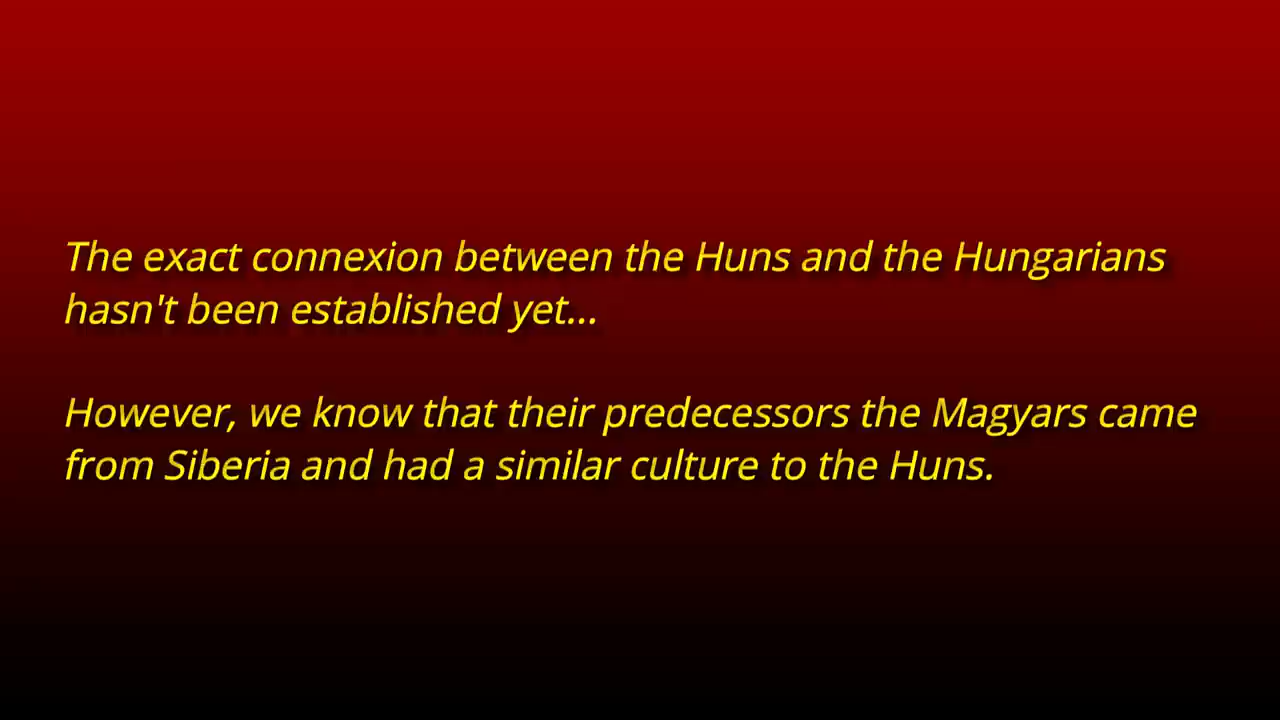 The exact connexion between the Huns and the Hungarians
hasn't been established yet...
However, we know that their predecessors the Magyars came
from Siberia and had a similar culture to the Huns.